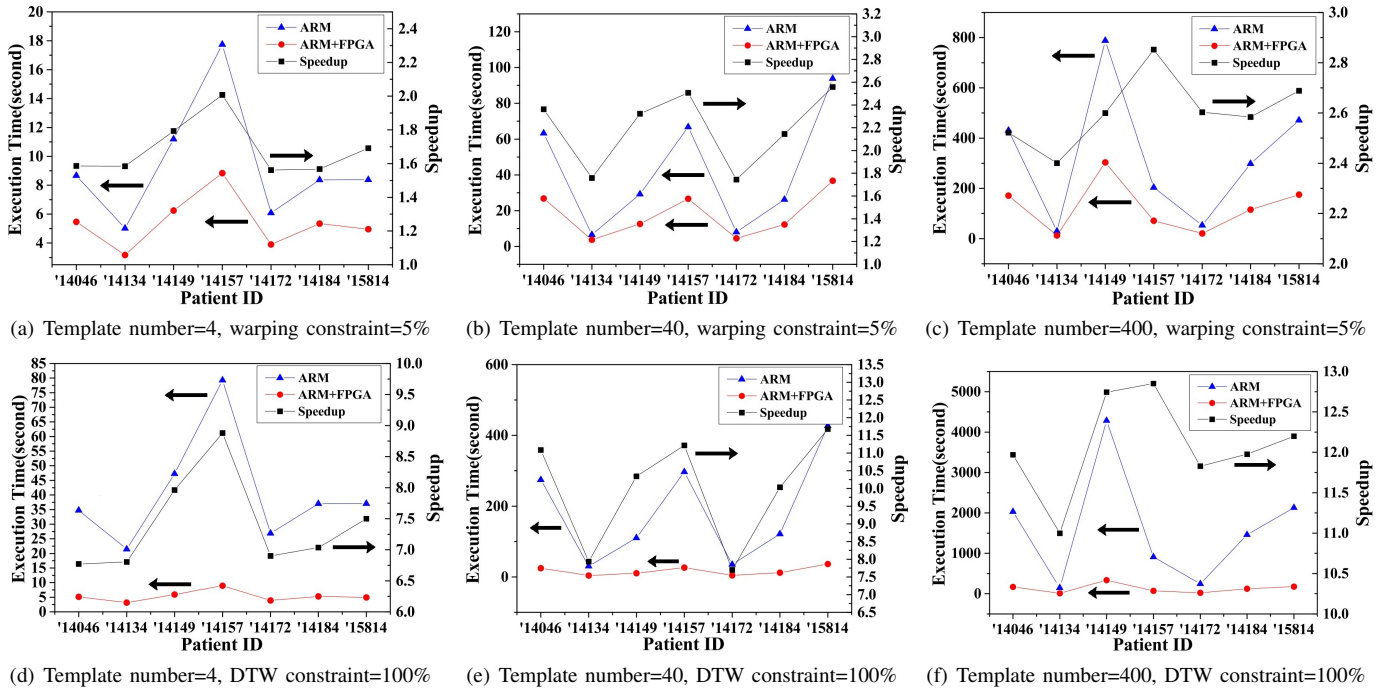 20
18
16
14
12
10
8
6
4
Execution Time(second)
2.5
2.4
2.2
2.0
1.8
1.6
1.4
1.2
1.0
Speedup
ARM
ARM+FPGA
Speedup
'14046 '14134 '14149 '14157 '14172 '14184 '15814
Patient ID
(a) Template number=4, warping constraint=5%
120
100
80
60
40
20
0
Execution Time(second)
3.2
3.0
2.8
2.6
2.4
2.2
2.0
1.8
1.6
1.4
1.2
1.0
Speedup
ARM
ARM+FPGA
Speedup
'14046 '14134 '14149 '14157 '14172 '14184 '15814
Patient ID
(b) Template number=40, warping constraint=5%
800
600
400
200
0
Execution Time(second)
3.0
2.8
2.6
2.4
2.2
2.0
Speedup
ARM
ARM+FPGA
Speedup
'14046 '14134 '14149 '14157 '14172 '14184 '15814
Patient ID
(c) Template number=400, warping constraint=5%
85
80
75
70
65
60
55
50
45
40
35
30
25
20
15
10
5
0
Execution Time(second)
10.0
9.5
9.0
8.5
8.0
7.5
7.0
6.5
6.0
Speedup
ARM
ARM+FPGA
Speedup
'14046 '14134 '14149 '14157 '14172 '14184 '15814
Patient ID
(d) Template number=4, DTW constraint=100%
600
400
200
0
Execution Time(second)
13.5
13.0
12.5
12.0
11.5
11.0
10.5
10.0
9.5
9.0
8.5
8.0
7.5
7.0
6.5
Speedup
ARM
ARM+FPGA
Speedup
'14046 '14134 '14149 '14157 '14172 '14184 '15814
Patient ID
(e) Template number=40, DTW constraint=100%
5000
4000
3000
2000
1000
0
Execution Time(second)
13.0
12.5
12.0
11.5
11.0
10.5
10.0
Speedup
ARM
ARM+FPGA
Speedup
'14046 '14134 '14149 '14157 '14172 '14184 '15814
Patient ID
(f) Template number=400, DTW constraint=100%